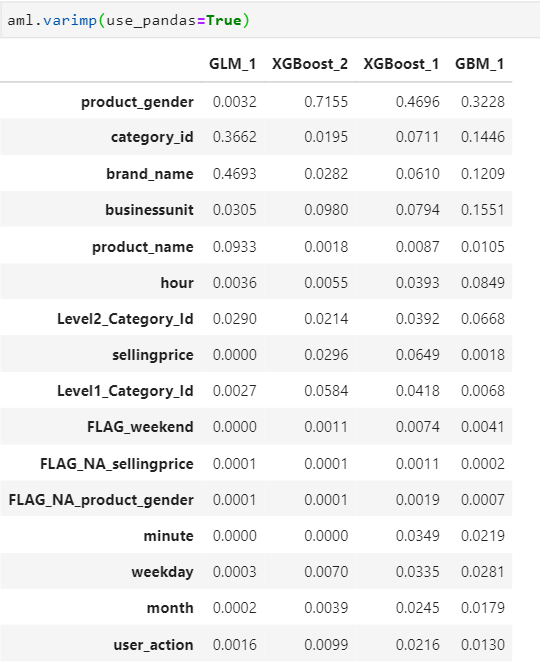 aml.varimp(use_pandas=True)
GLM_1 XGBoost_2 XGBoost_1 GBM_1
product_gender 0.0032 0.7155 0.4696 0.3228
category_id 0.3662 0.0195 0.0711 0.1446
brand_name 0.4693 0.0282 0.0610 0.1209
businessunit 0.0305 0.0980 0.0794 0.1551
product_name 0.0933 0.0018 0.0087 0.0105
hour 0.0036 0.0055 0.0393 0.0849
Level2_Category_Id 0.0290 0.0214 0.0392 0.0668
sellingprice 0.0000 0.0296 0.0649 0.0018
Level1_Category_Id 0.0027 0.0584 0.0418 0.0068
FLAG_weekend 0.0000 0.0011 0.0074 0.0041
FLAG_NA_sellingprice 0.0001 0.0001 0.0011 0.0002
FLAG_NA_product_gender 0.0001 0.0001 0.0019 0.0007
minute 0.0000 0.0000 0.0349 0.0219
weekday 0.0003 0.0070 0.0335 0.0281
month 0.0002 0.0039 0.0245 0.0179
user_action 0.0016 0.0099 0.0216 0.0130